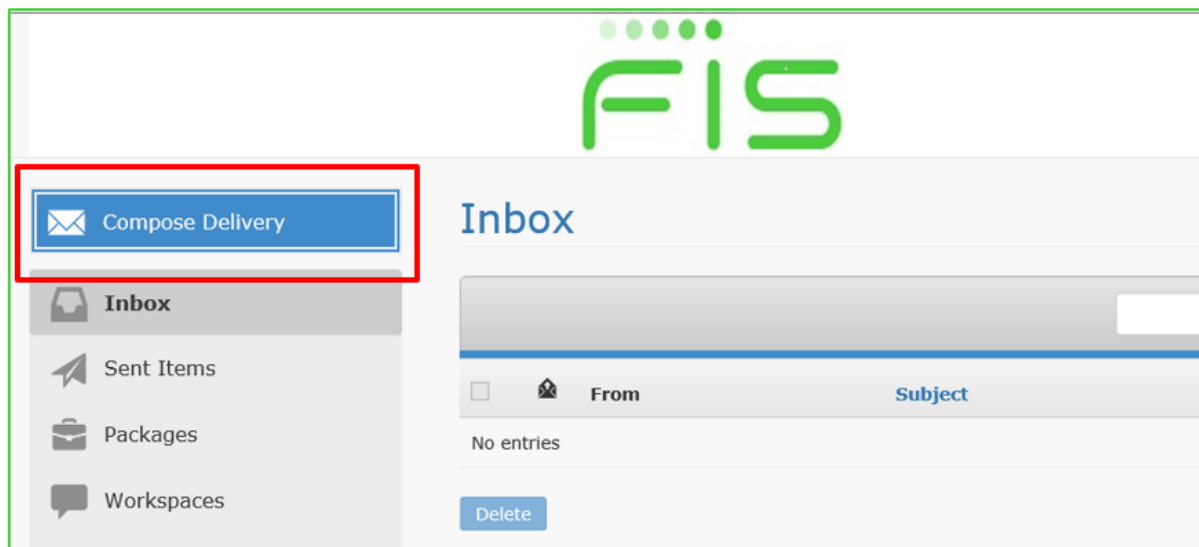 FIS
Compose Delivery
Inbox
Sent Items
Packages
Workspaces
Inbox
From Subject
No entries
Delete